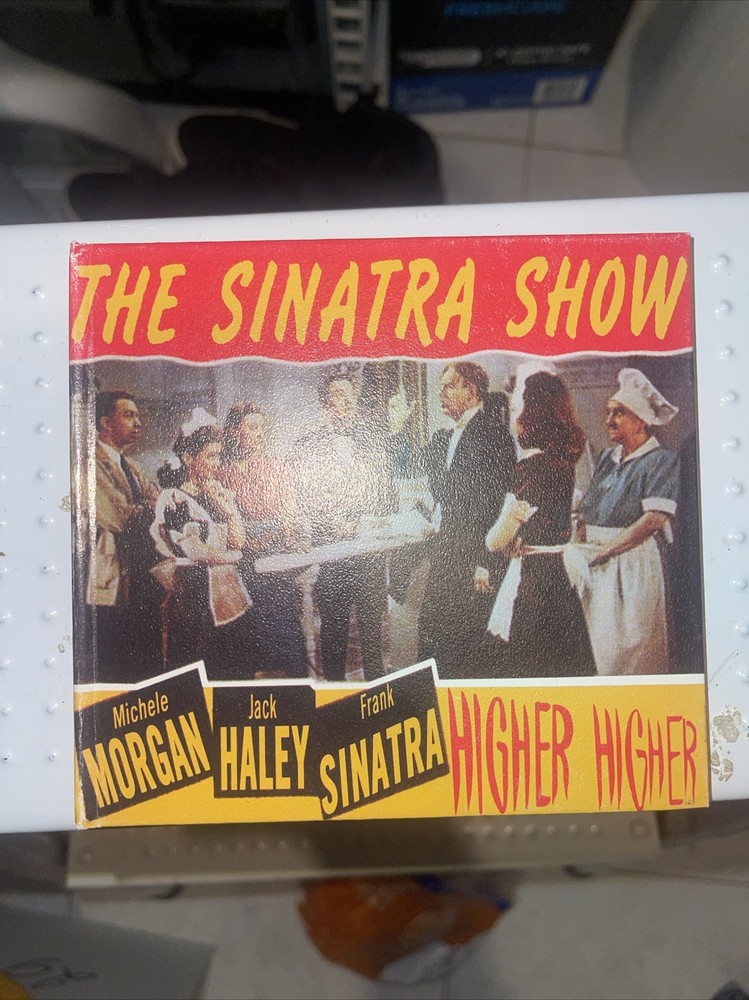 THE SINATRA SHOW
Michele
MORGAN
Jack
HALEY
Frank
SINATRA
HIGHER HIGHER